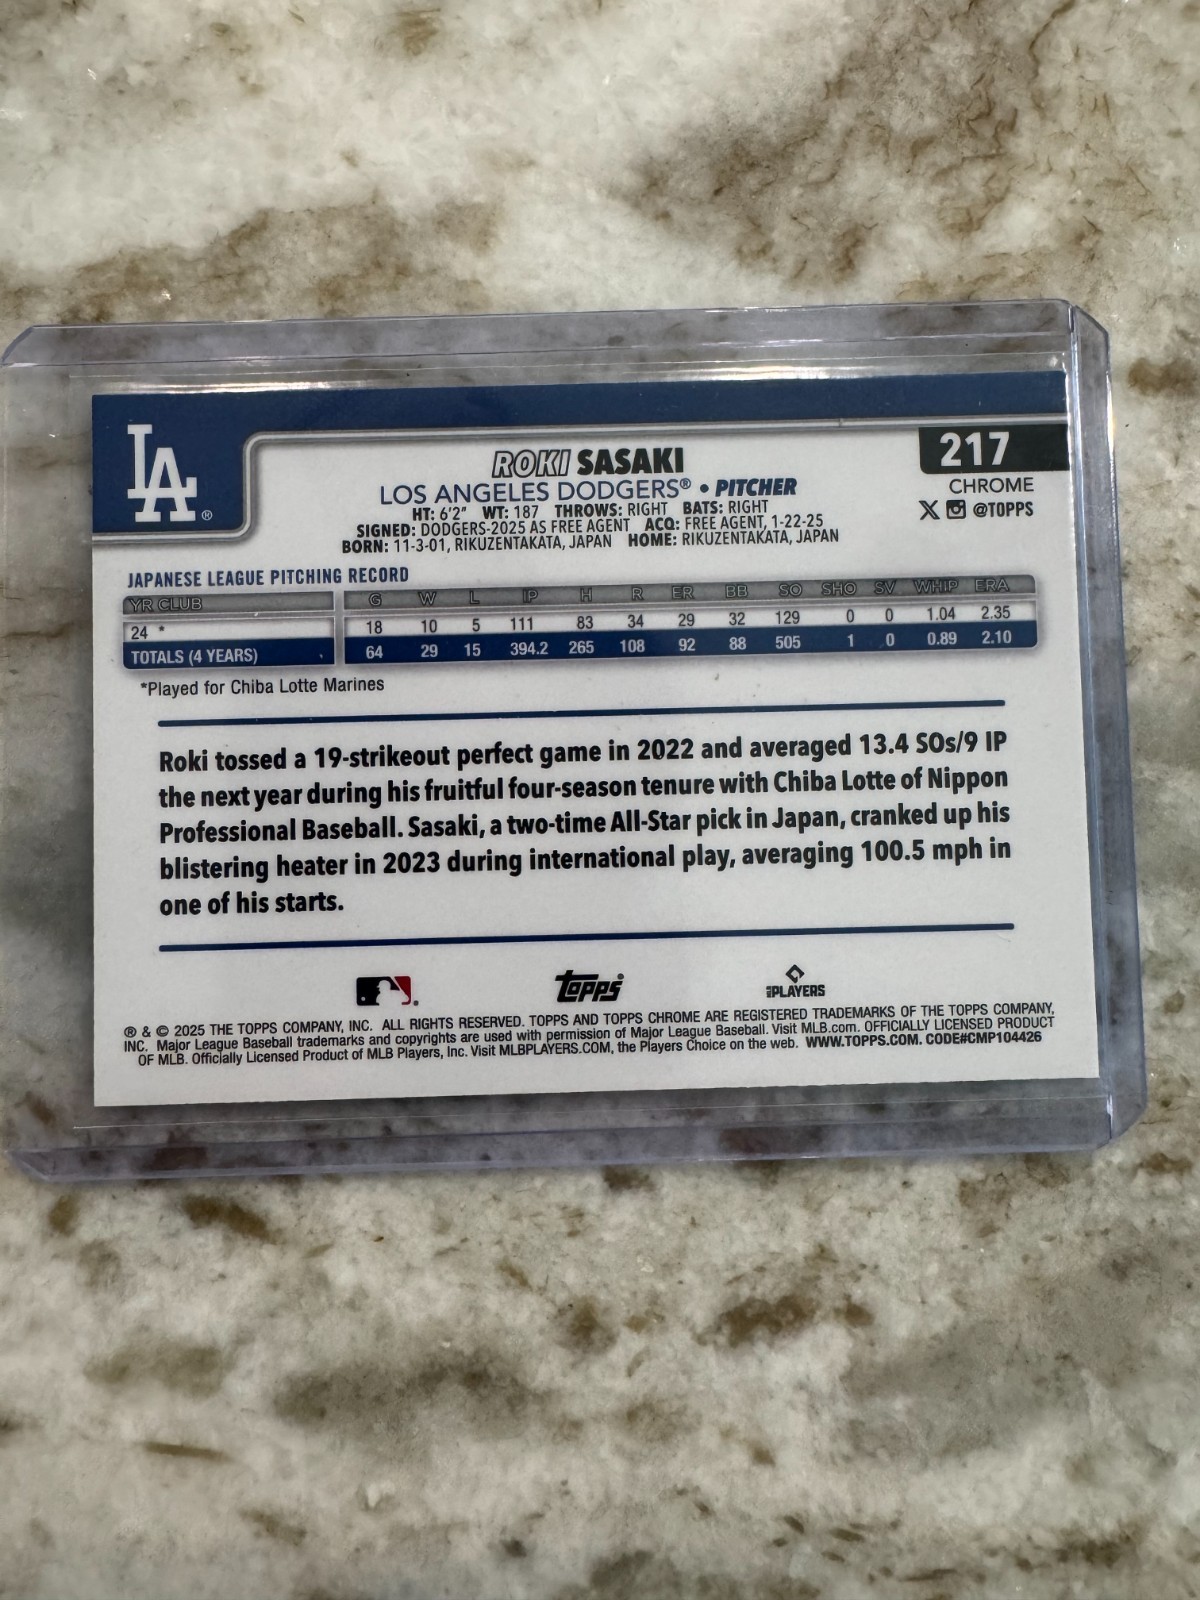 LA®
217
CHROME
@TOPPS
ROKI SASAKI
LOS ANGELES DODGERS® • PITCHER
HT: 6'2" WT: 187 THROWS: RIGHT BATS: RIGHT
SIGNED: DODGERS-2025 AS FREE AGENT ACQ: FREE AGENT, 1-22-25
BORN: 11-3-01, RIKUZENTAKATA, JAPAN HOME: RIKUZENTAKATA, JAPAN
JAPANESE LEAGUE PITCHING RECORD
YR CLUB G W L IP H R ER BB SO SHO SV WHIP ERA
24 * 18 10 5 111 83 34 29 32 129 0 0 1.04 2.35
TOTALS (4 YEARS) 64 29 15 394.2 265 108 92 88 505 1 0 0.89 2.10
*Played for Chiba Lotte Marines
Roki tossed a 19-strikeout perfect game in 2022 and averaged 13.4 SOs/9 IP
the next year during his fruitful four-season tenure with Chiba Lotte of Nippon
Professional Baseball. Sasaki, a two-time All-Star pick in Japan, cranked up his
blistering heater in 2023 during international play, averaging 100.5 mph in
one of his starts.
Topps
PLAYERS
® & © 2025 THE TOPPS COMPANY, INC. ALL RIGHTS RESERVED. TOPPS AND TOPPS CHROME ARE REGISTERED TRADEMARKS OF THE TOPPS COMPANY,
INC. Major League Baseball trademarks and copyrights are used with permission of Major League Baseball. Visit MLB.com. OFFICIALLY LICENSED PRODUCT
OF MLB. Officially Licensed Product of MLB Players, Inc. Visit MLBPLAYERS.COM, the Players Choice on the web. WWW.TOPPS.COM. CODE#CMP104426